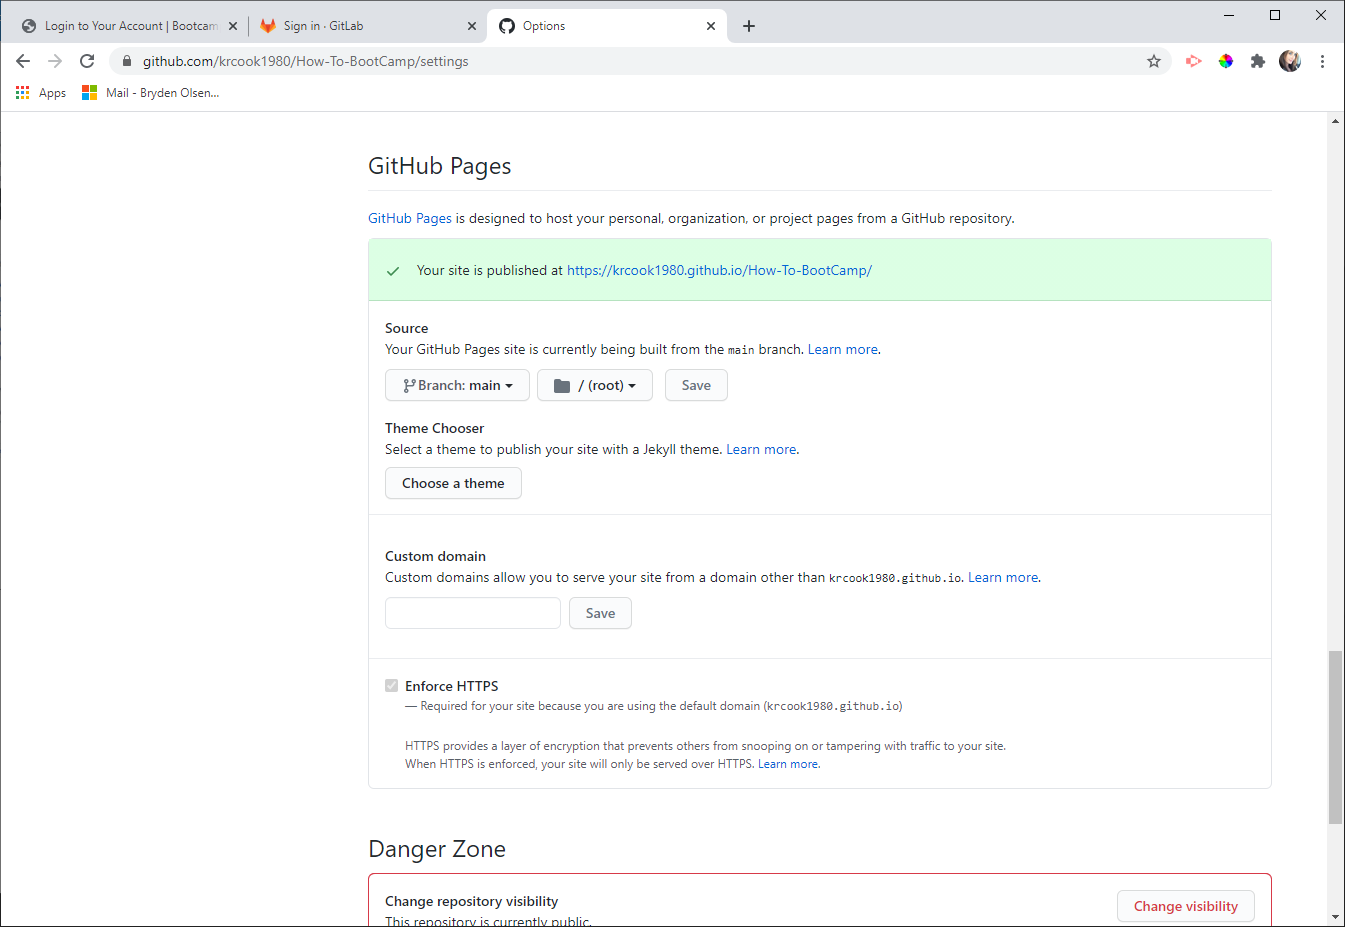 Login to Your Account | Bootcam
Sign in · GitLab
Options
github.com/krcook1980/How-To-BootCamp/settings
Apps
Mail - Bryden Olsen...
GitHub Pages
GitHub Pages is designed to host your personal, organization, or project pages from a GitHub repository.
Your site is published at https://krcook1980.github.io/How-To-BootCamp/
Source
Your GitHub Pages site is currently being built from the main branch. Learn more.
Branch: main
/ (root)
Save
Theme Chooser
Select a theme to publish your site with a Jekyll theme. Learn more.
Choose a theme
Custom domain
Custom domains allow you to serve your site from a domain other than krcook1980.github.io. Learn more.
Save
Enforce HTTPS
— Required for your site because you are using the default domain (krcook1980.github.io)
HTTPS provides a layer of encryption that prevents others from snooping on or tampering with traffic to your site.
When HTTPS is enforced, your site will only be served over HTTPS. Learn more.
Danger Zone
Change repository visibility
This repository is currently public.
Change visibility